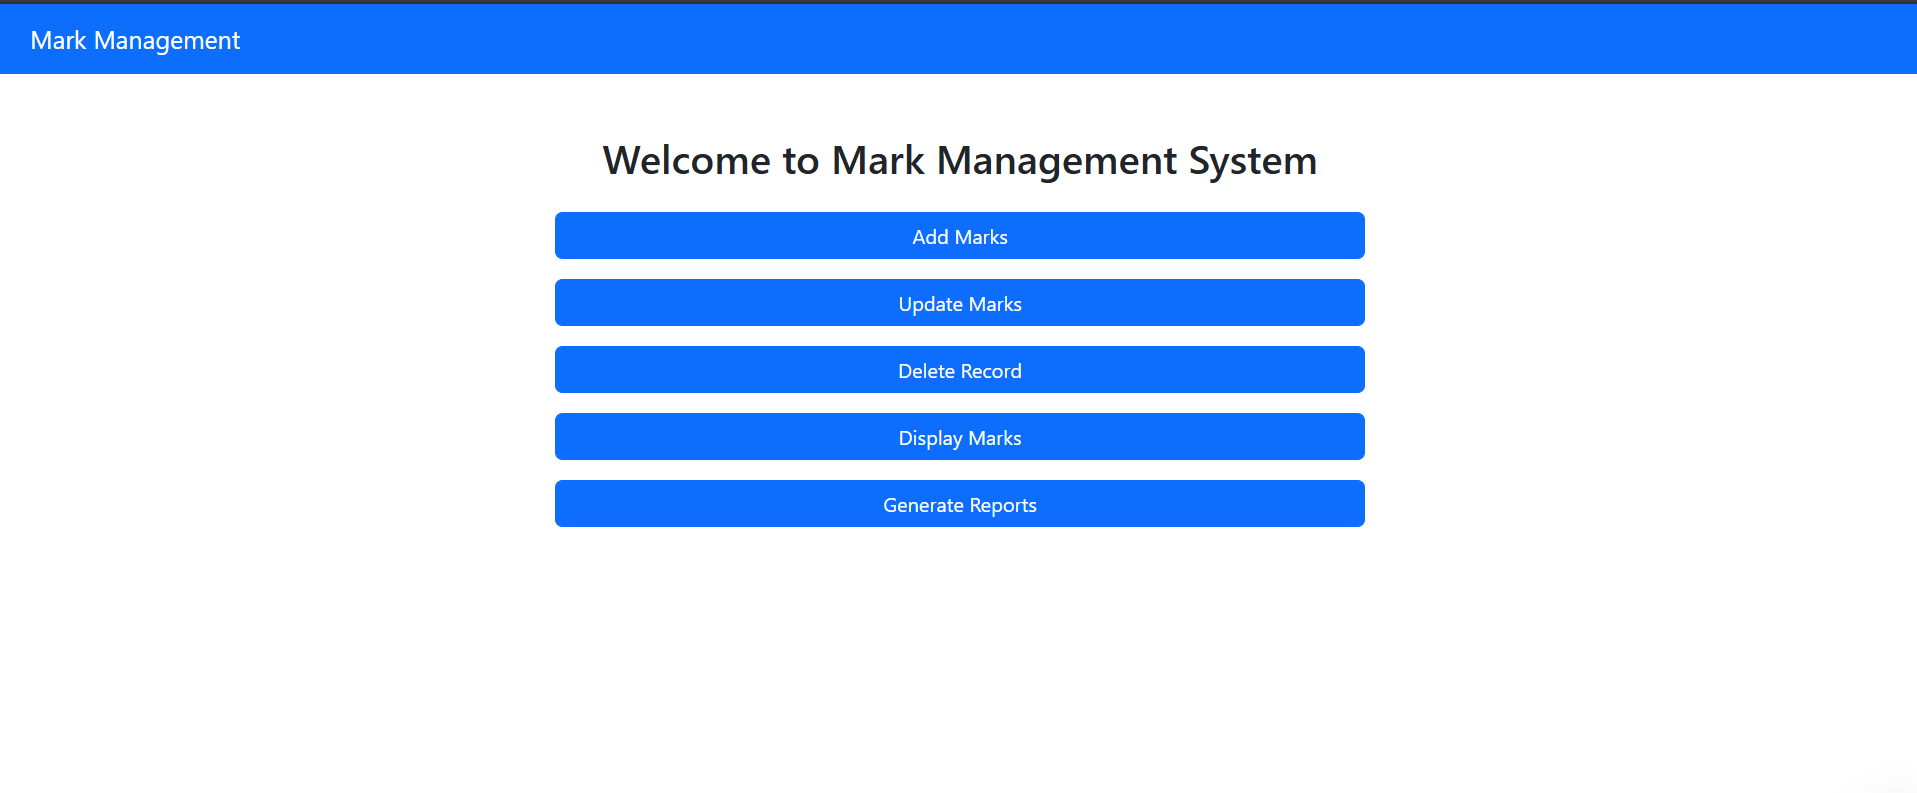 Mark Management
Welcome to Mark Management System
Add Marks
Update Marks
Delete Record
Display Marks
Generate Reports